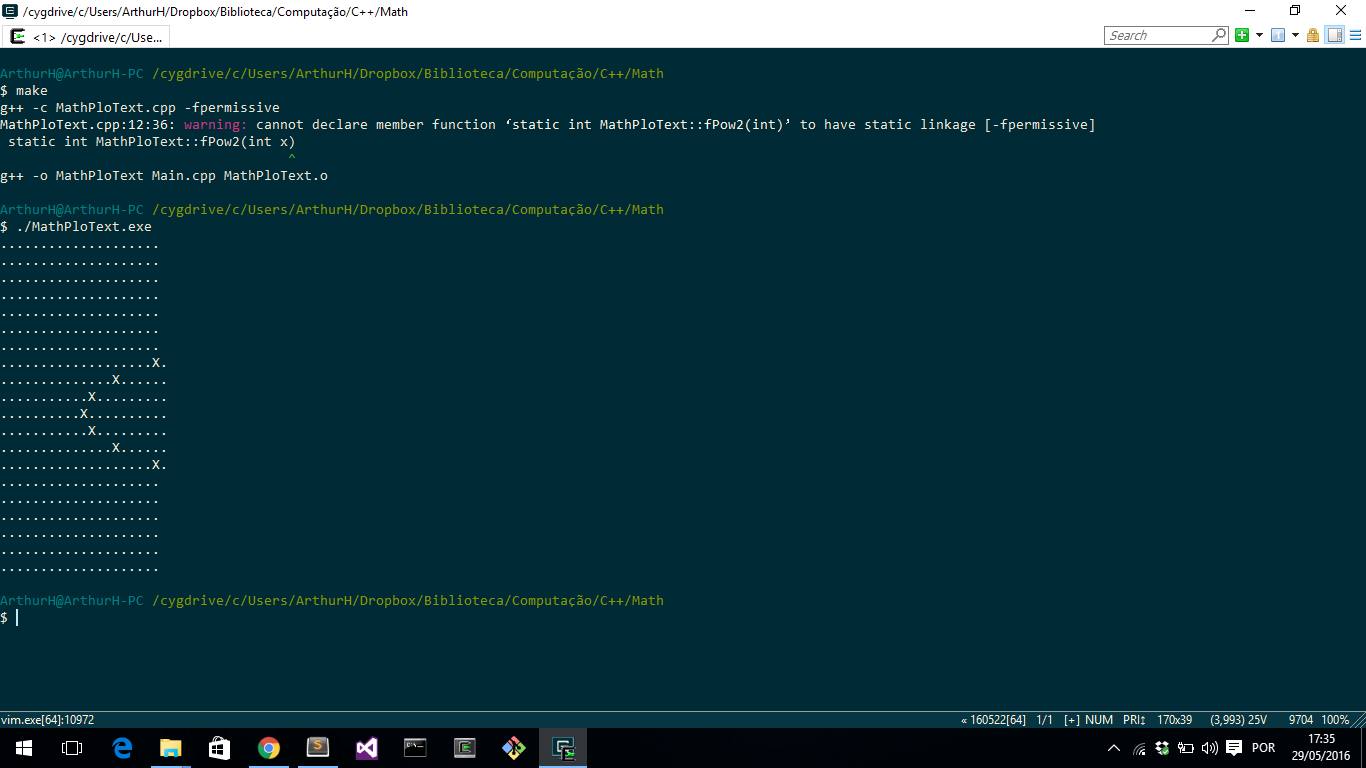 /cygdrive/c/Users/ArthurH/Dropbox/Biblioteca/Computação/C++/Math
<1> /cygdrive/c/Use...
Search
ArthurH@ArthurH-PC /cygdrive/c/Users/ArthurH/Dropbox/Biblioteca/Computação/C++/Math
$ make
g++ -c MathPloText.cpp -fpermissive
MathPloText.cpp:12:36: warning: cannot declare member function ‘static int MathPloText::fPow2(int)’ to have static linkage [-fpermissive]
static int MathPloText::fPow2(int x)
^
g++ -o MathPloText Main.cpp MathPloText.o
ArthurH@ArthurH-PC /cygdrive/c/Users/ArthurH/Dropbox/Biblioteca/Computação/C++/Math
$ ./MathPloText.exe
....................
....................
....................
....................
....................
....................
....................
...................X.
..............X......
...........X.........
..........X..........
...........X.........
..............X......
...................X.
....................
....................
....................
....................
....................
....................
ArthurH@ArthurH-PC /cygdrive/c/Users/ArthurH/Dropbox/Biblioteca/Computação/C++/Math
$
vim.exe[64]:10972
« 160522[64] 1/1 [+] NUM PRI↕ 170x39 (3,993) 25V 9704 100%
POR
17:35
29/05/2016